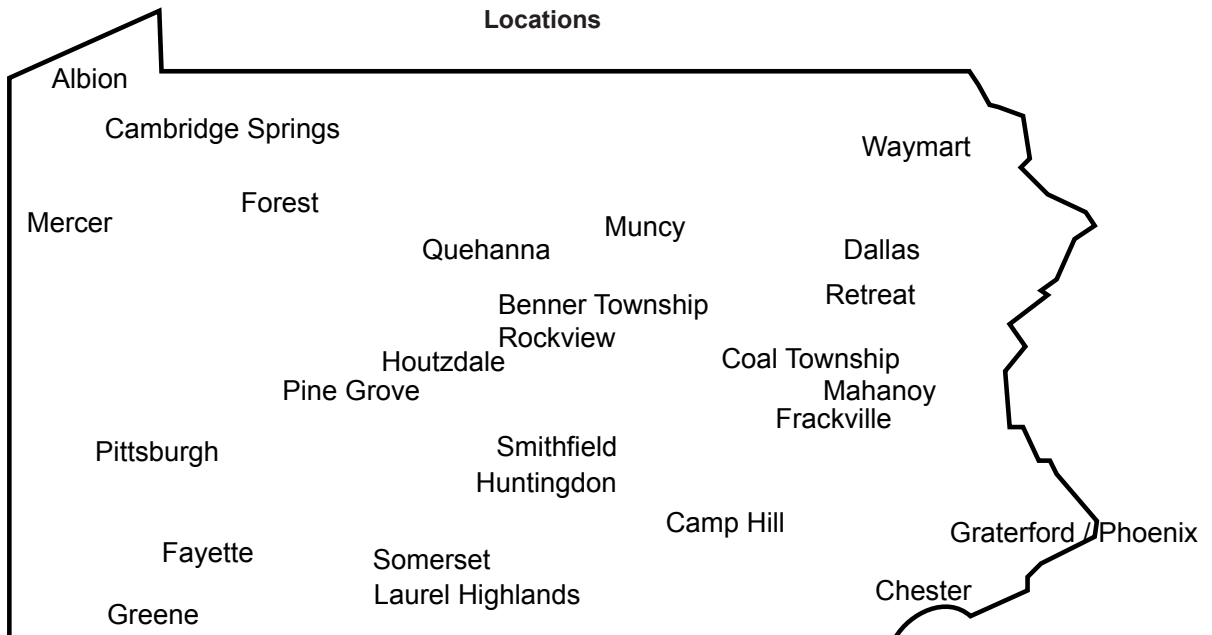 Locations
Albion
Cambridge Springs
Waymart
Forest
Mercer
Muncy
Quehanna
Dallas
Retreat
Benner Township
Rockview
Houtzdale
Coal Township
Pine Grove
Mahanoy
Frackville
Pittsburgh
Smithfield
Huntingdon
Camp Hill
Graterford / Phoenix
Fayette
Somerset
Chester
Laurel Highlands
Greene